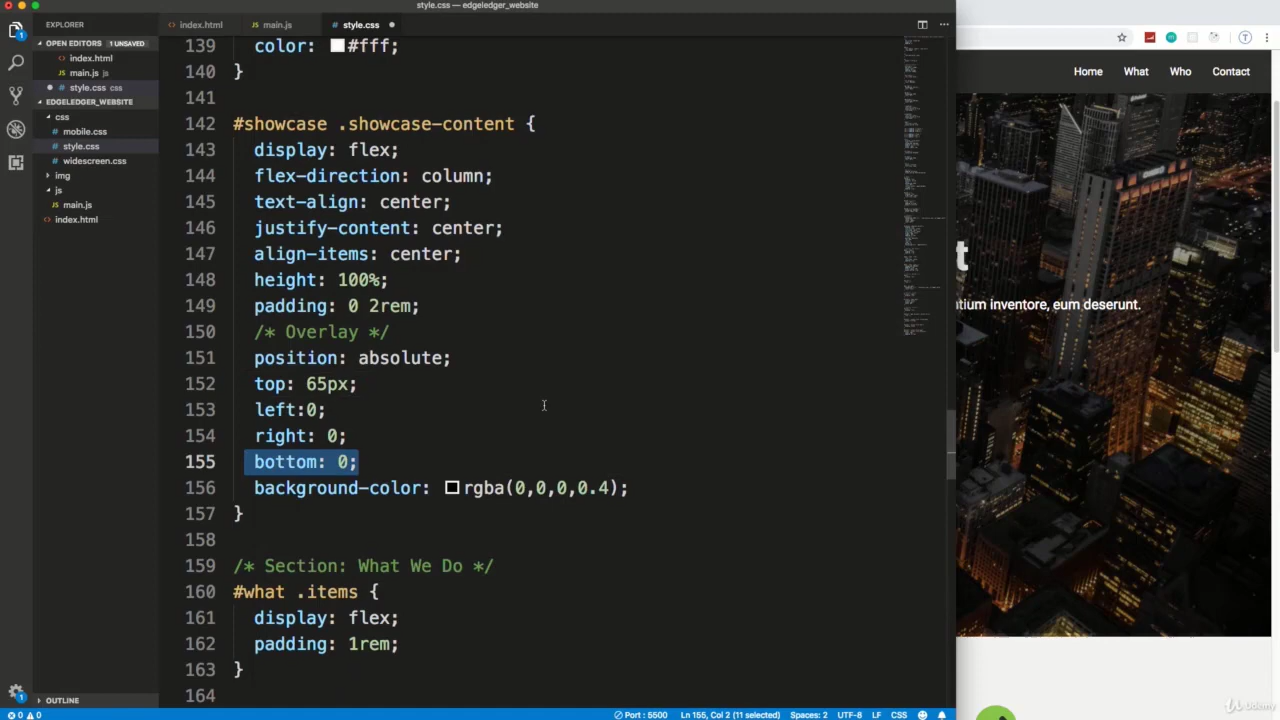 style.css — edgeledger_website
EXPLORER
OPEN EDITORS 1 UNSAVED
index.html
main.js js
style.css css
EDGELEDGER_WEBSITE
css
mobile.css
style.css
widescreen.css
img
js
main.js
index.html
OUTLINE
index.html
main.js
style.css
139 color: #fff;
140 }
141
142 #showcase .showcase-content {
143 display: flex;
144 flex-direction: column;
145 text-align: center;
146 justify-content: center;
147 align-items: center;
148 height: 100%;
149 padding: 0 2rem;
150 /* Overlay */
151 position: absolute;
152 top: 65px;
153 left:0;
154 right: 0;
155 bottom: 0;
156 background-color: rgba(0,0,0,0.4);
157 }
158
159 /* Section: What We Do */
160 #what .items {
161 display: flex;
162 padding: 1rem;
163 }
164
Home What Who Contact
t
tium inventore, eum deserunt.
0 0 Port : 5500 Ln 155, Col 2 (11 selected) Spaces: 2 UTF-8 LF CSS
Udemy